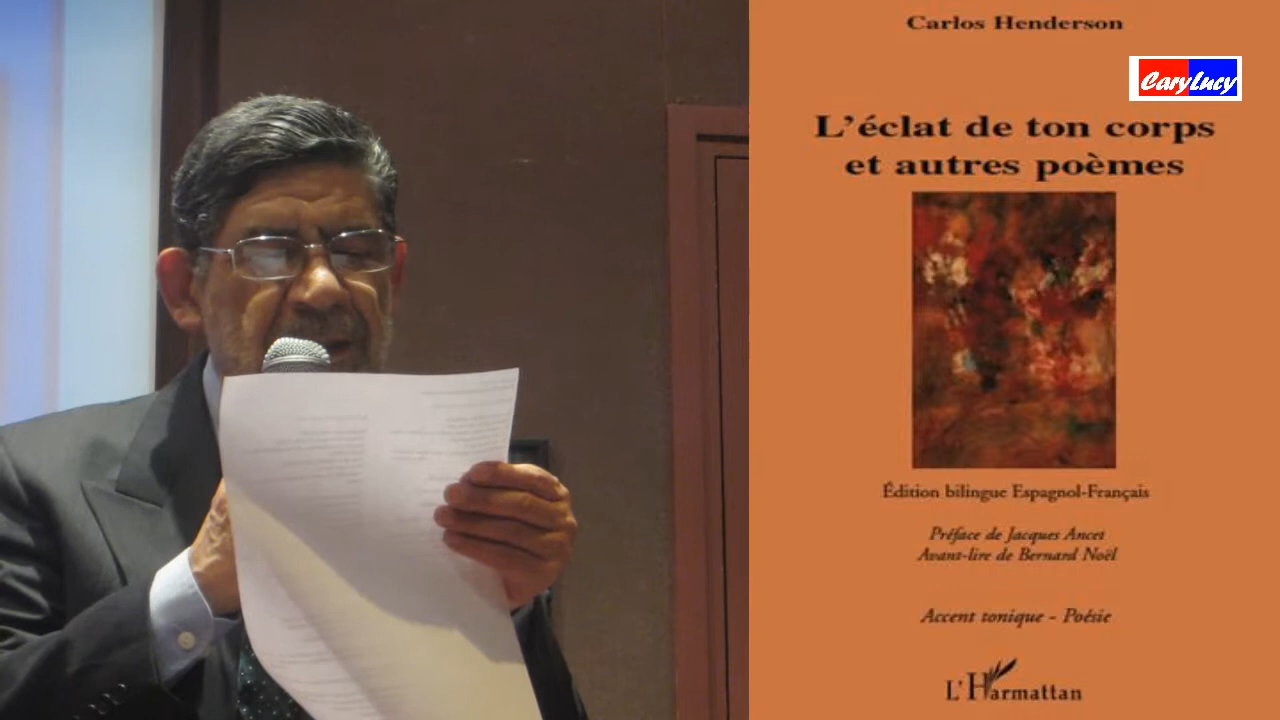 Carlos Henderson
CaryLucy
L'éclat de ton corps
et autres poèmes
Édition bilingue Espagnol-Français
Préface de Jacques Ancet
Avant-lire de Bernard Noël
Accent tonique - Poésie
L'Harmattan